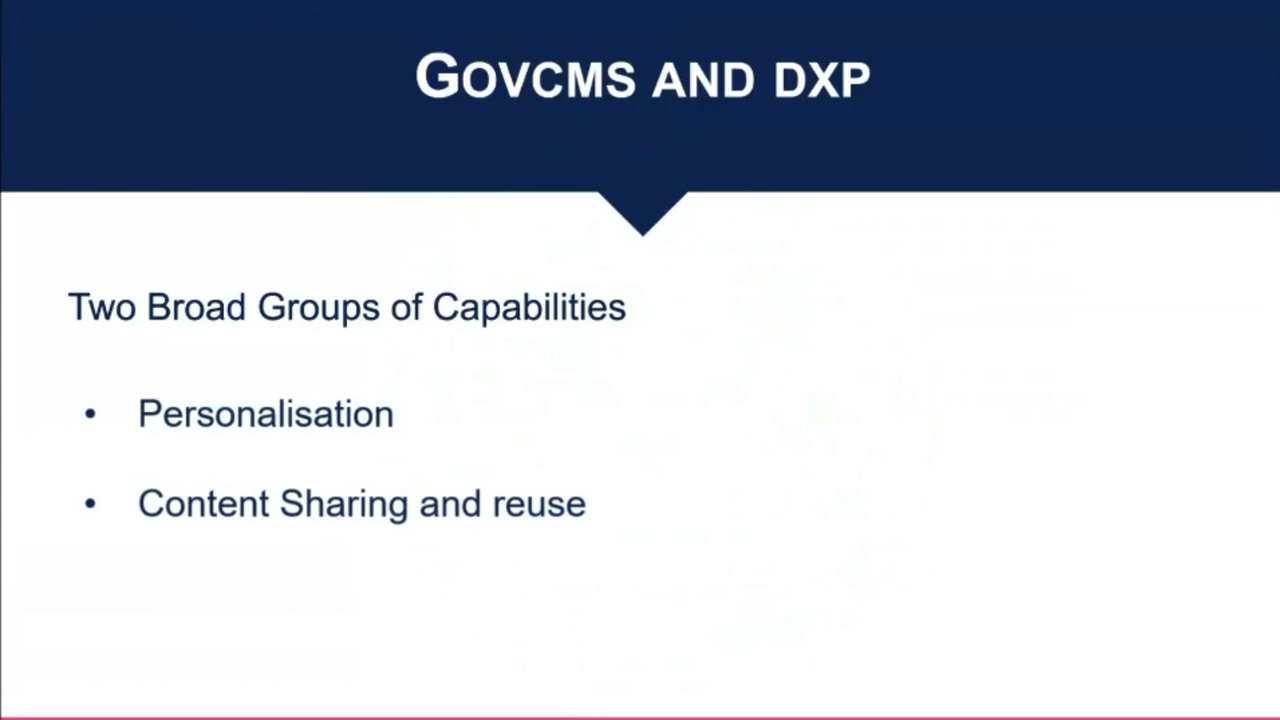 GOVCMS AND DXP
Two Broad Groups of Capabilities
• Personalisation
• Content Sharing and reuse